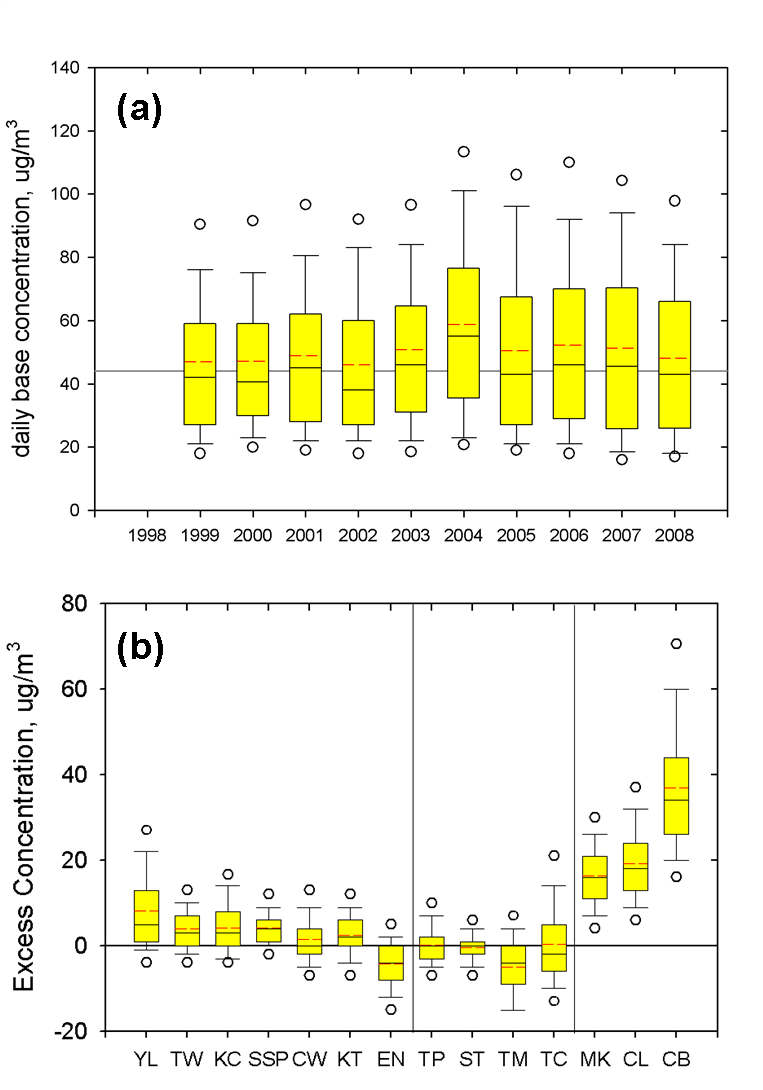 (a)
daily base concentration, ug/m³
140
120
100
80
60
40
20
0
1998 1999 2000 2001 2002 2003 2004 2005 2006 2007 2008
(b)
Excess Concentration, ug/m³
80
60
40
20
0
-20
YL TW KC SSP CW KT EN TP ST TM TC MK CL CB